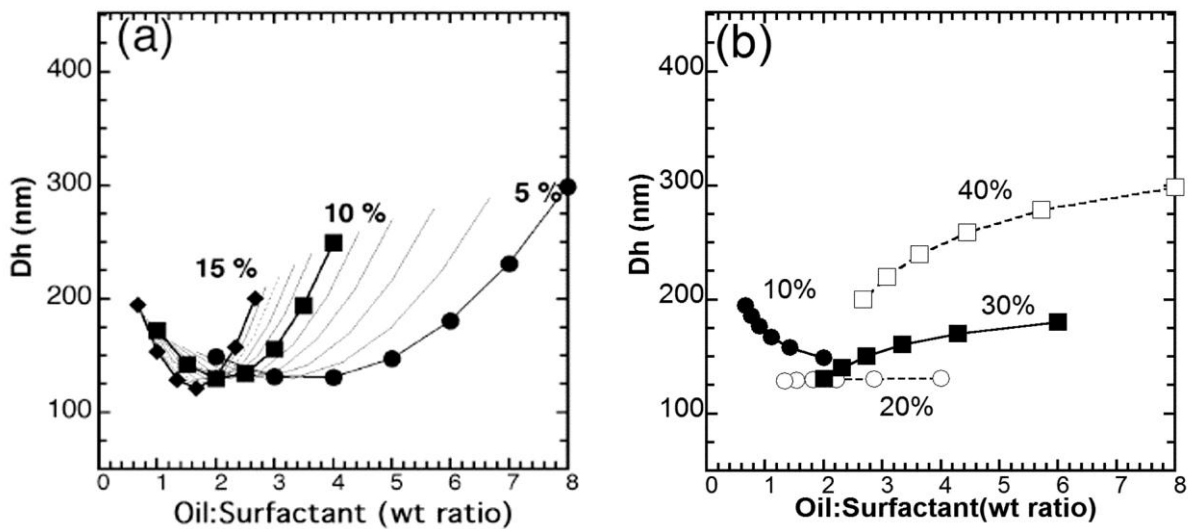 (a)
400
300
200
100
Dh (nm)
5 %
10 %
15 %
0 1 2 3 4 5 6 7 8
Oil:Surfactant (wt ratio)
(b)
400
300
200
100
Dh (nm)
40%
10%
30%
20%
0 1 2 3 4 5 6 7 8
Oil:Surfactant(wt ratio)